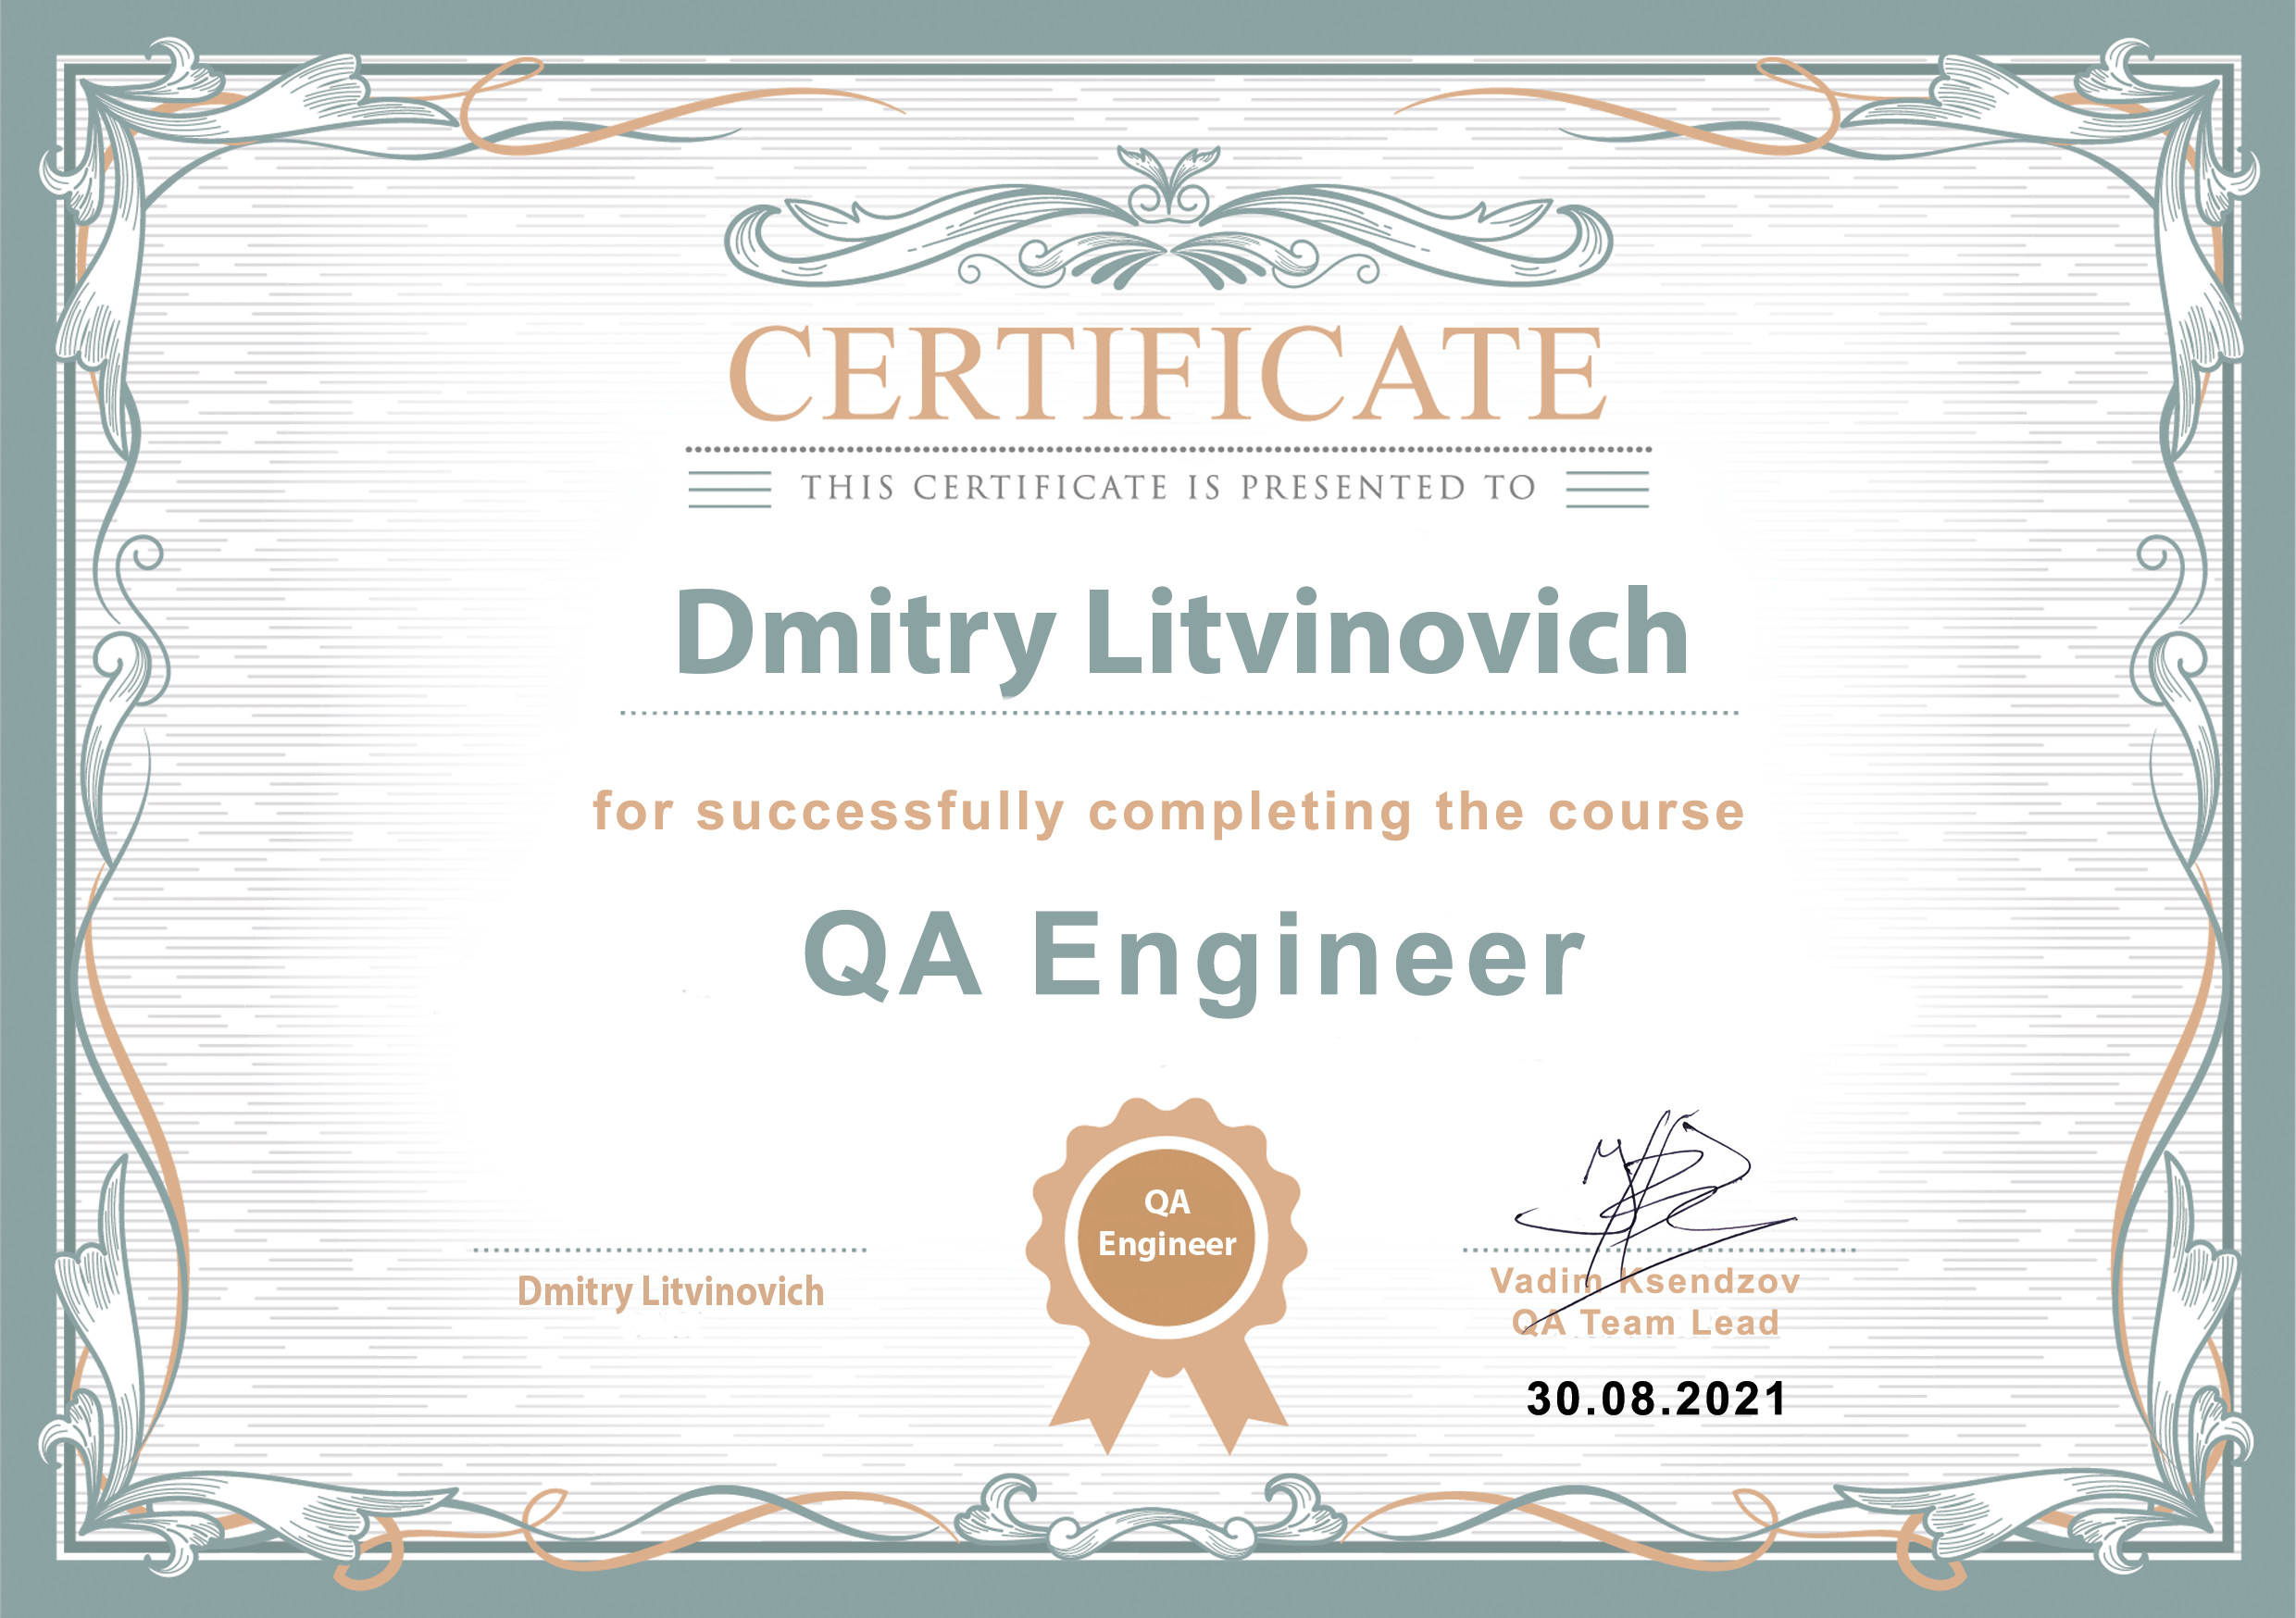 CERTIFICATE
THIS CERTIFICATE IS PRESENTED TO
Dmitry Litvinovich
for successfully completing the course
QA Engineer
QA
Engineer
Dmitry Litvinovich
Vadim Ksendzov
QA Team Lead
30.08.2021